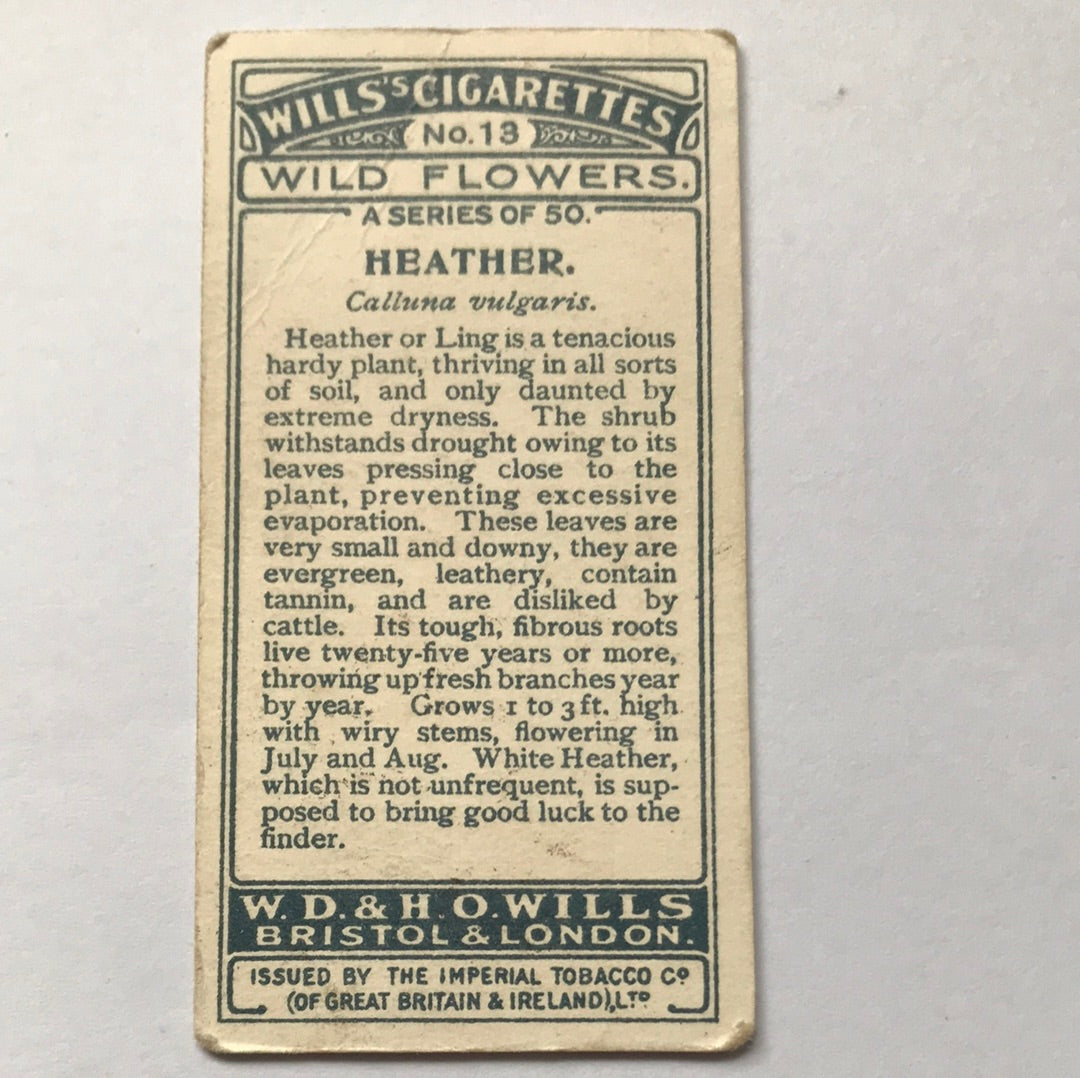 WILLS'S CIGARETTES
No. 13
WILD FLOWERS.
A SERIES OF 50.
HEATHER.
Calluna vulgaris.
Heather or Ling is a tenacious
hardy plant, thriving in all sorts
of soil, and only daunted by
extreme dryness. The shrub
withstands drought owing to its
leaves pressing close to the
plant, preventing excessive
evaporation. These leaves are
very small and downy, they are
evergreen, leathery, contain
tannin, and are disliked by
cattle. Its tough, fibrous roots
live twenty-five years or more,
throwing up fresh branches year
by year. Grows 1 to 3 ft. high
with wiry stems, flowering in
July and Aug. White Heather,
which is not unfrequent, is sup-
posed to bring good luck to the
finder.
W. D. & H. O. WILLS
BRISTOL & LONDON.
ISSUED BY THE IMPERIAL TOBACCO CO
(OF GREAT BRITAIN & IRELAND), LTD